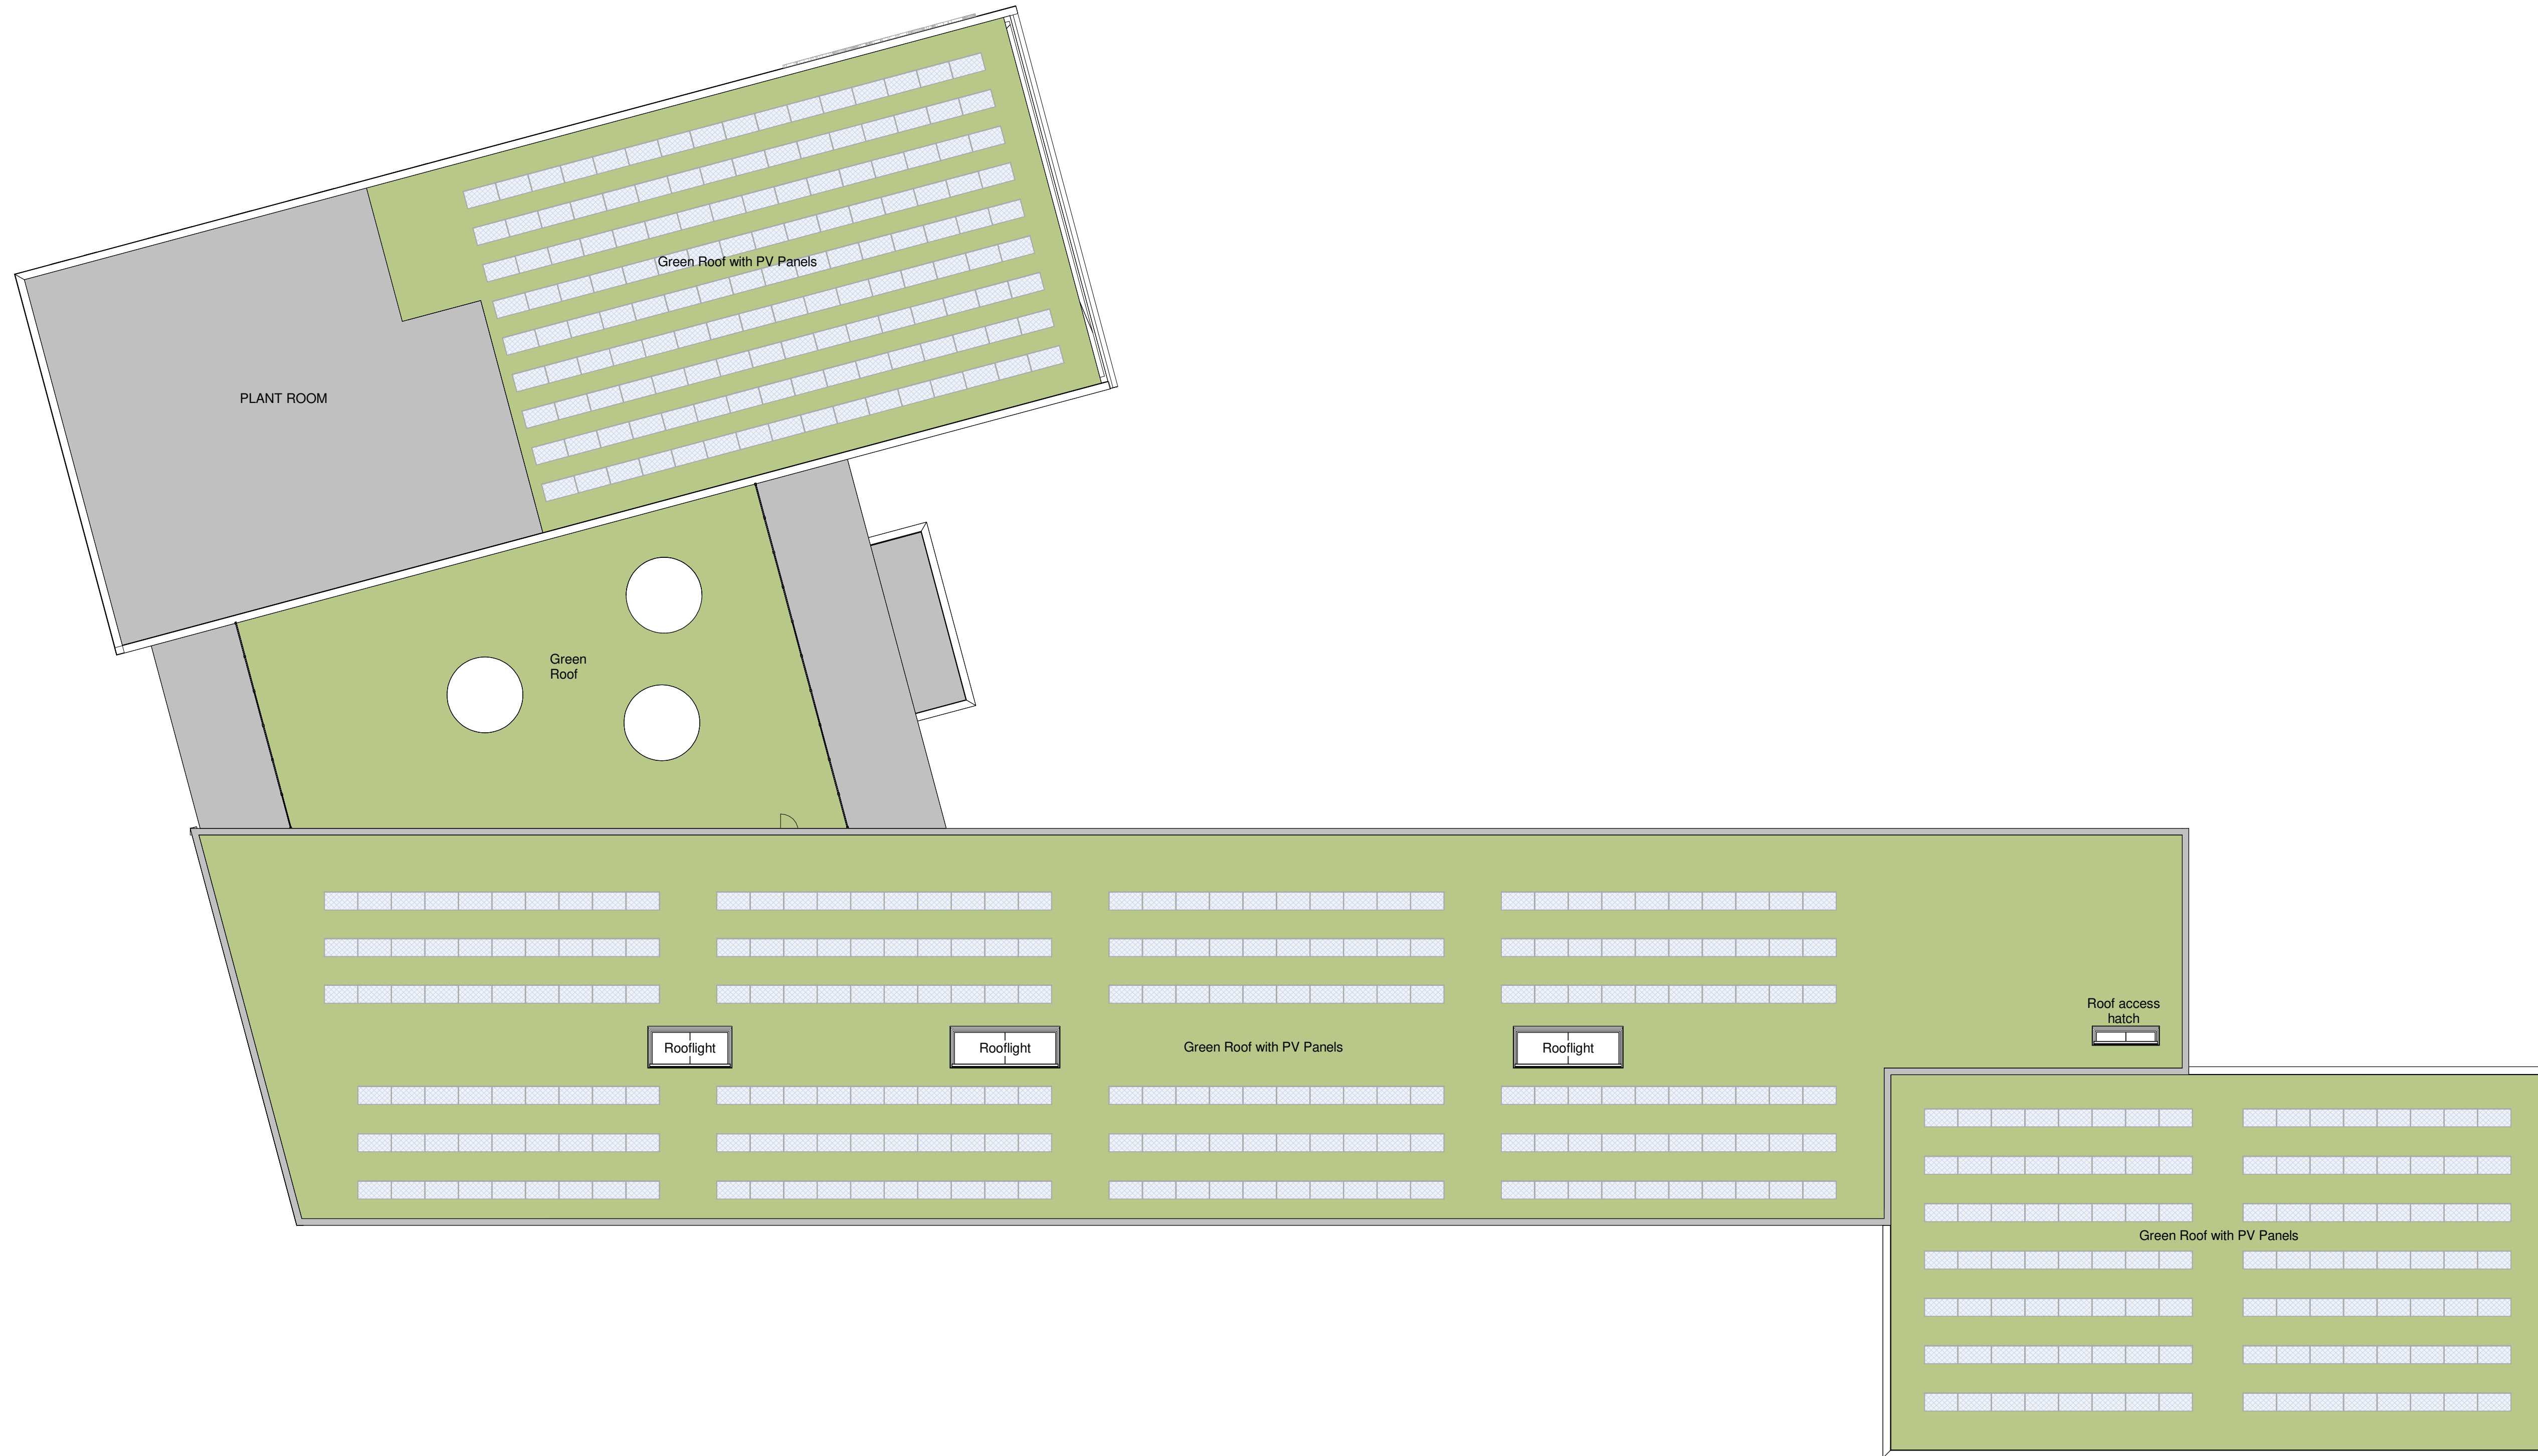 Green Roof with PV Panels
PLANT ROOM
Green
Roof
Roof access
hatch
Rooflight
Rooflight
Green Roof with PV Panels
Rooflight
Green Roof with PV Panels